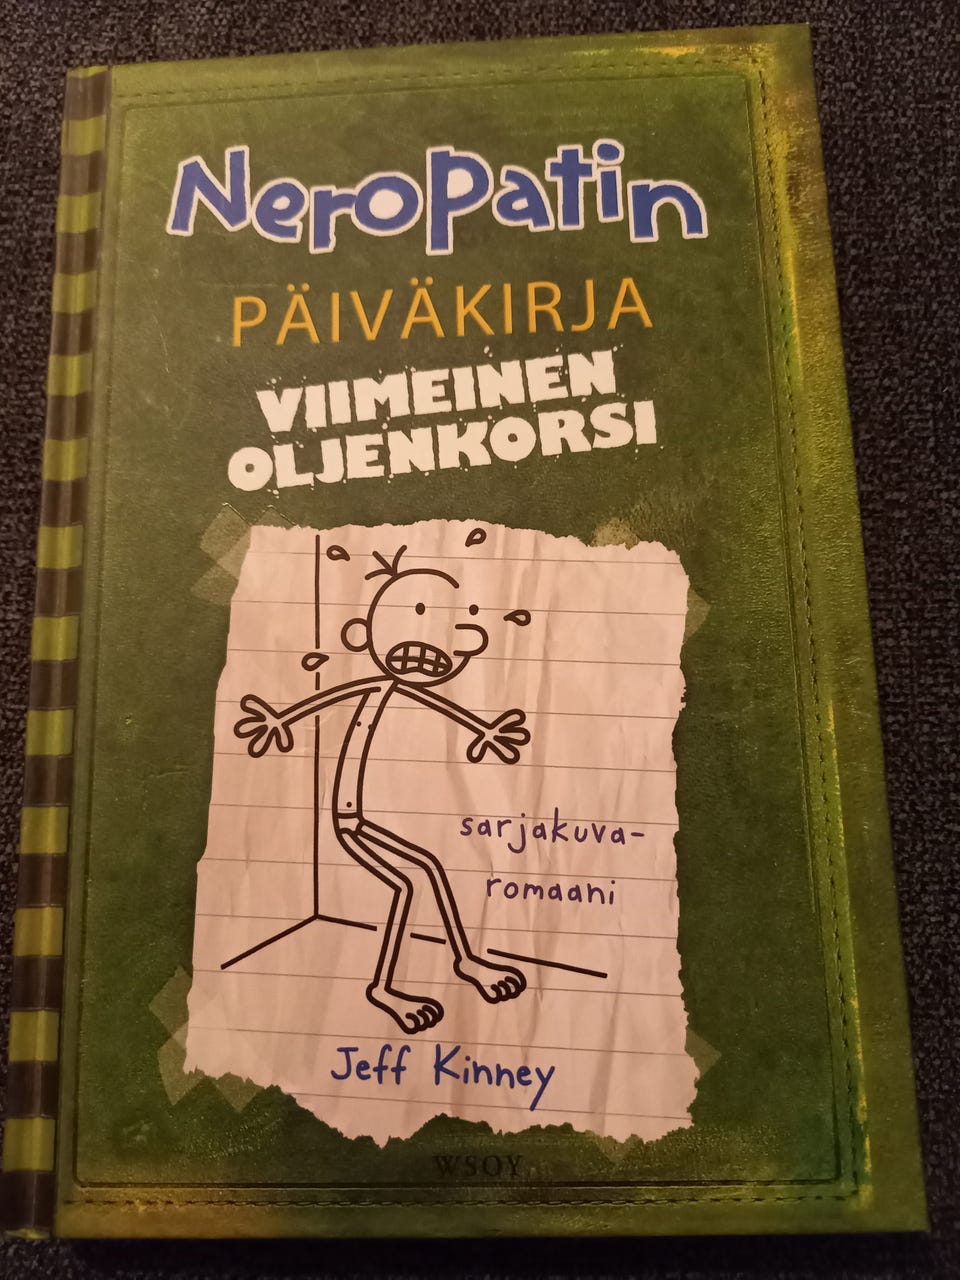 Neropatin
PÄIVÄKIRJA
VIIMEINEN
OLJENKORSI
sarjakuva-
romaani
Jeff Kinney
WSOY